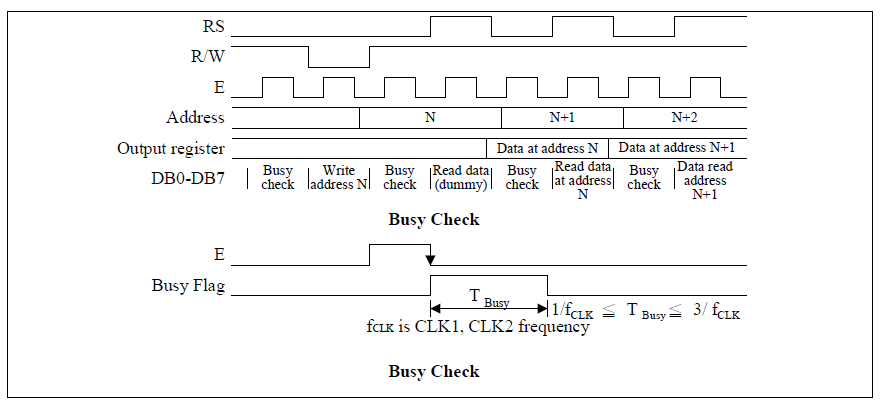 RS
R/W
E
Address N N+1 N+2
Output register Data at address N Data at address N+1
DB0-DB7 Busy check Write address N Busy check Read data (dummy) Busy check Read data at address N Busy check Data read address N+1
Busy Check
E
Busy Flag
T Busy 1/fCLK ≦ T Busy ≦ 3/ fCLK
fCLK is CLK1, CLK2 frequency
Busy Check